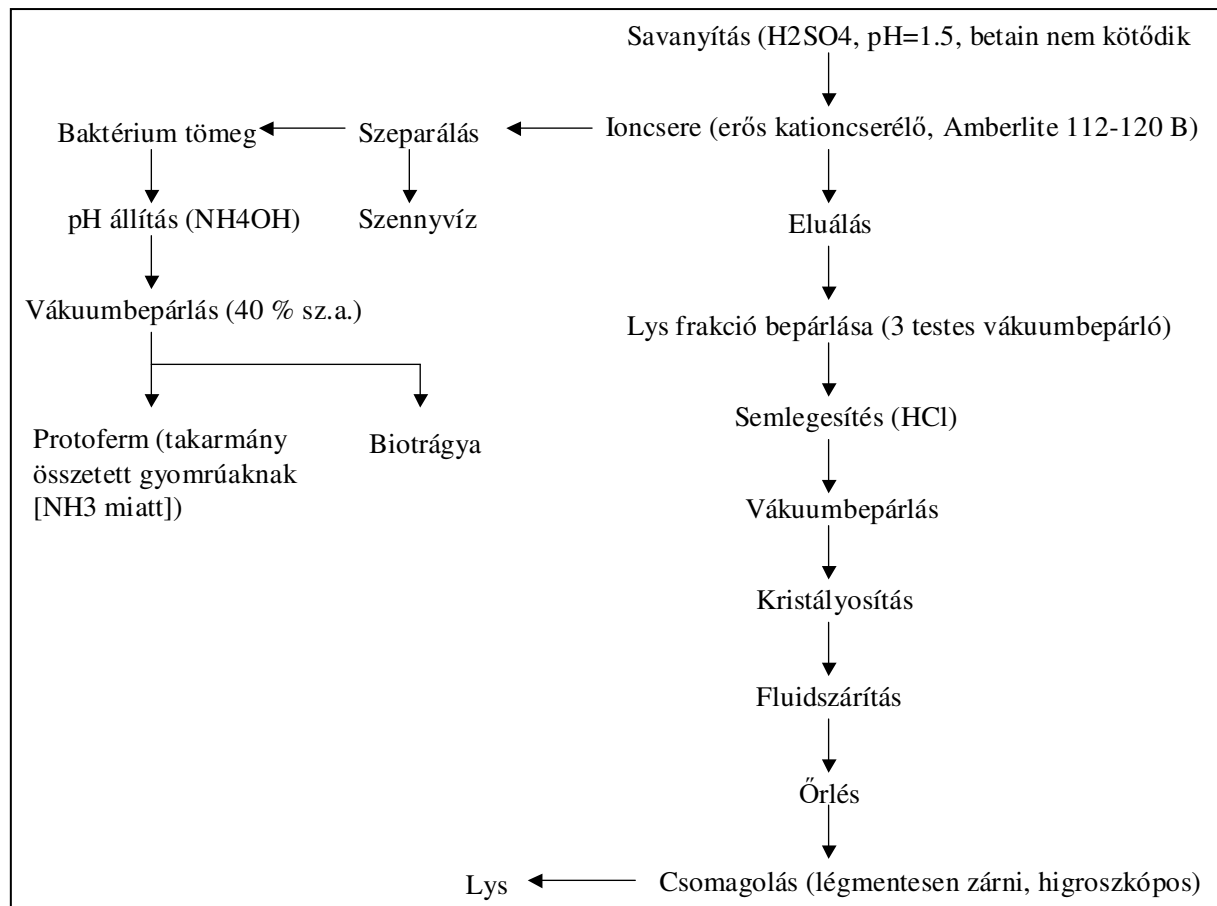 Savanyítás (H2SO4, pH=1.5, betain nem kötődik
Baktérium tömeg
Szeparálás
Ioncsere (erős kationcserélő, Amberlite 112-120 B)
pH állítás (NH4OH)
Szennyvíz
Eluálás
Vákuumbepárlás (40 % sz.a.)
Lys frakció bepárlása (3 testes vákuumbepárló)
Protoferm (takarmány
összetett gyomrúaknak
[NH3 miatt])
Biotrágya
Semlegesítés (HCl)
Vákuumbepárlás
Kristályosítás
Fluidszárítás
Őrlés
Lys
Csomagolás (légmentesen zárni, higroszkópos)